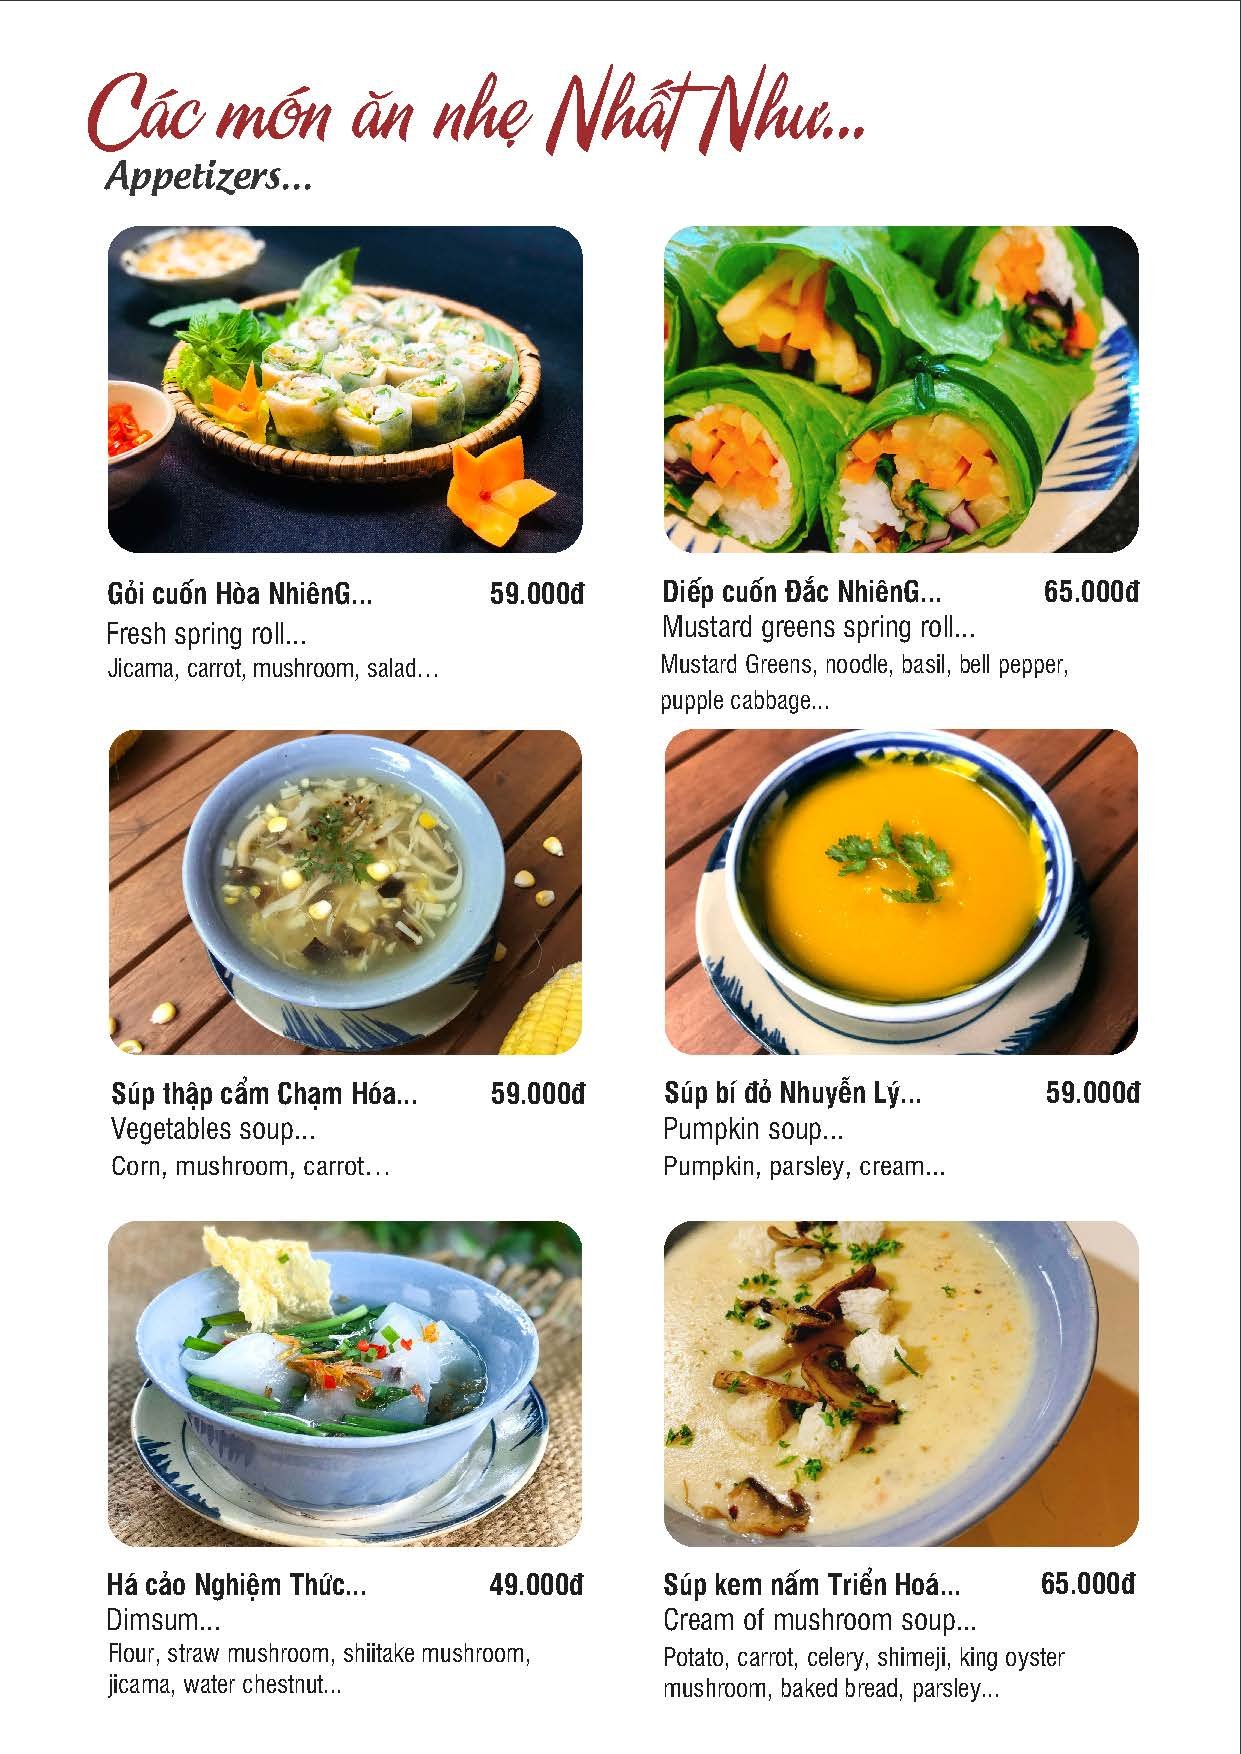 Các món ăn nhẹ Nhất Như...
Appetizers...
Gỏi cuốn Hòa NhiênG... 59.000đ
Fresh spring roll...
Jicama, carrot, mushroom, salad…
Diếp cuốn Đắc NhiênG... 65.000đ
Mustard greens spring roll...
Mustard Greens, noodle, basil, bell pepper,
pupple cabbage...
Súp thập cẩm Chạm Hóa... 59.000đ
Vegetables soup...
Corn, mushroom, carrot…
Súp bí đỏ Nhuyễn Lý... 59.000đ
Pumpkin soup...
Pumpkin, parsley, cream...
Há cảo Nghiệm Thức... 49.000đ
Dimsum...
Flour, straw mushroom, shiitake mushroom,
jicama, water chestnut...
Súp kem nấm Triển Hoá... 65.000đ
Cream of mushroom soup...
Potato, carrot, celery, shimeji, king oyster
mushroom, baked bread, parsley...